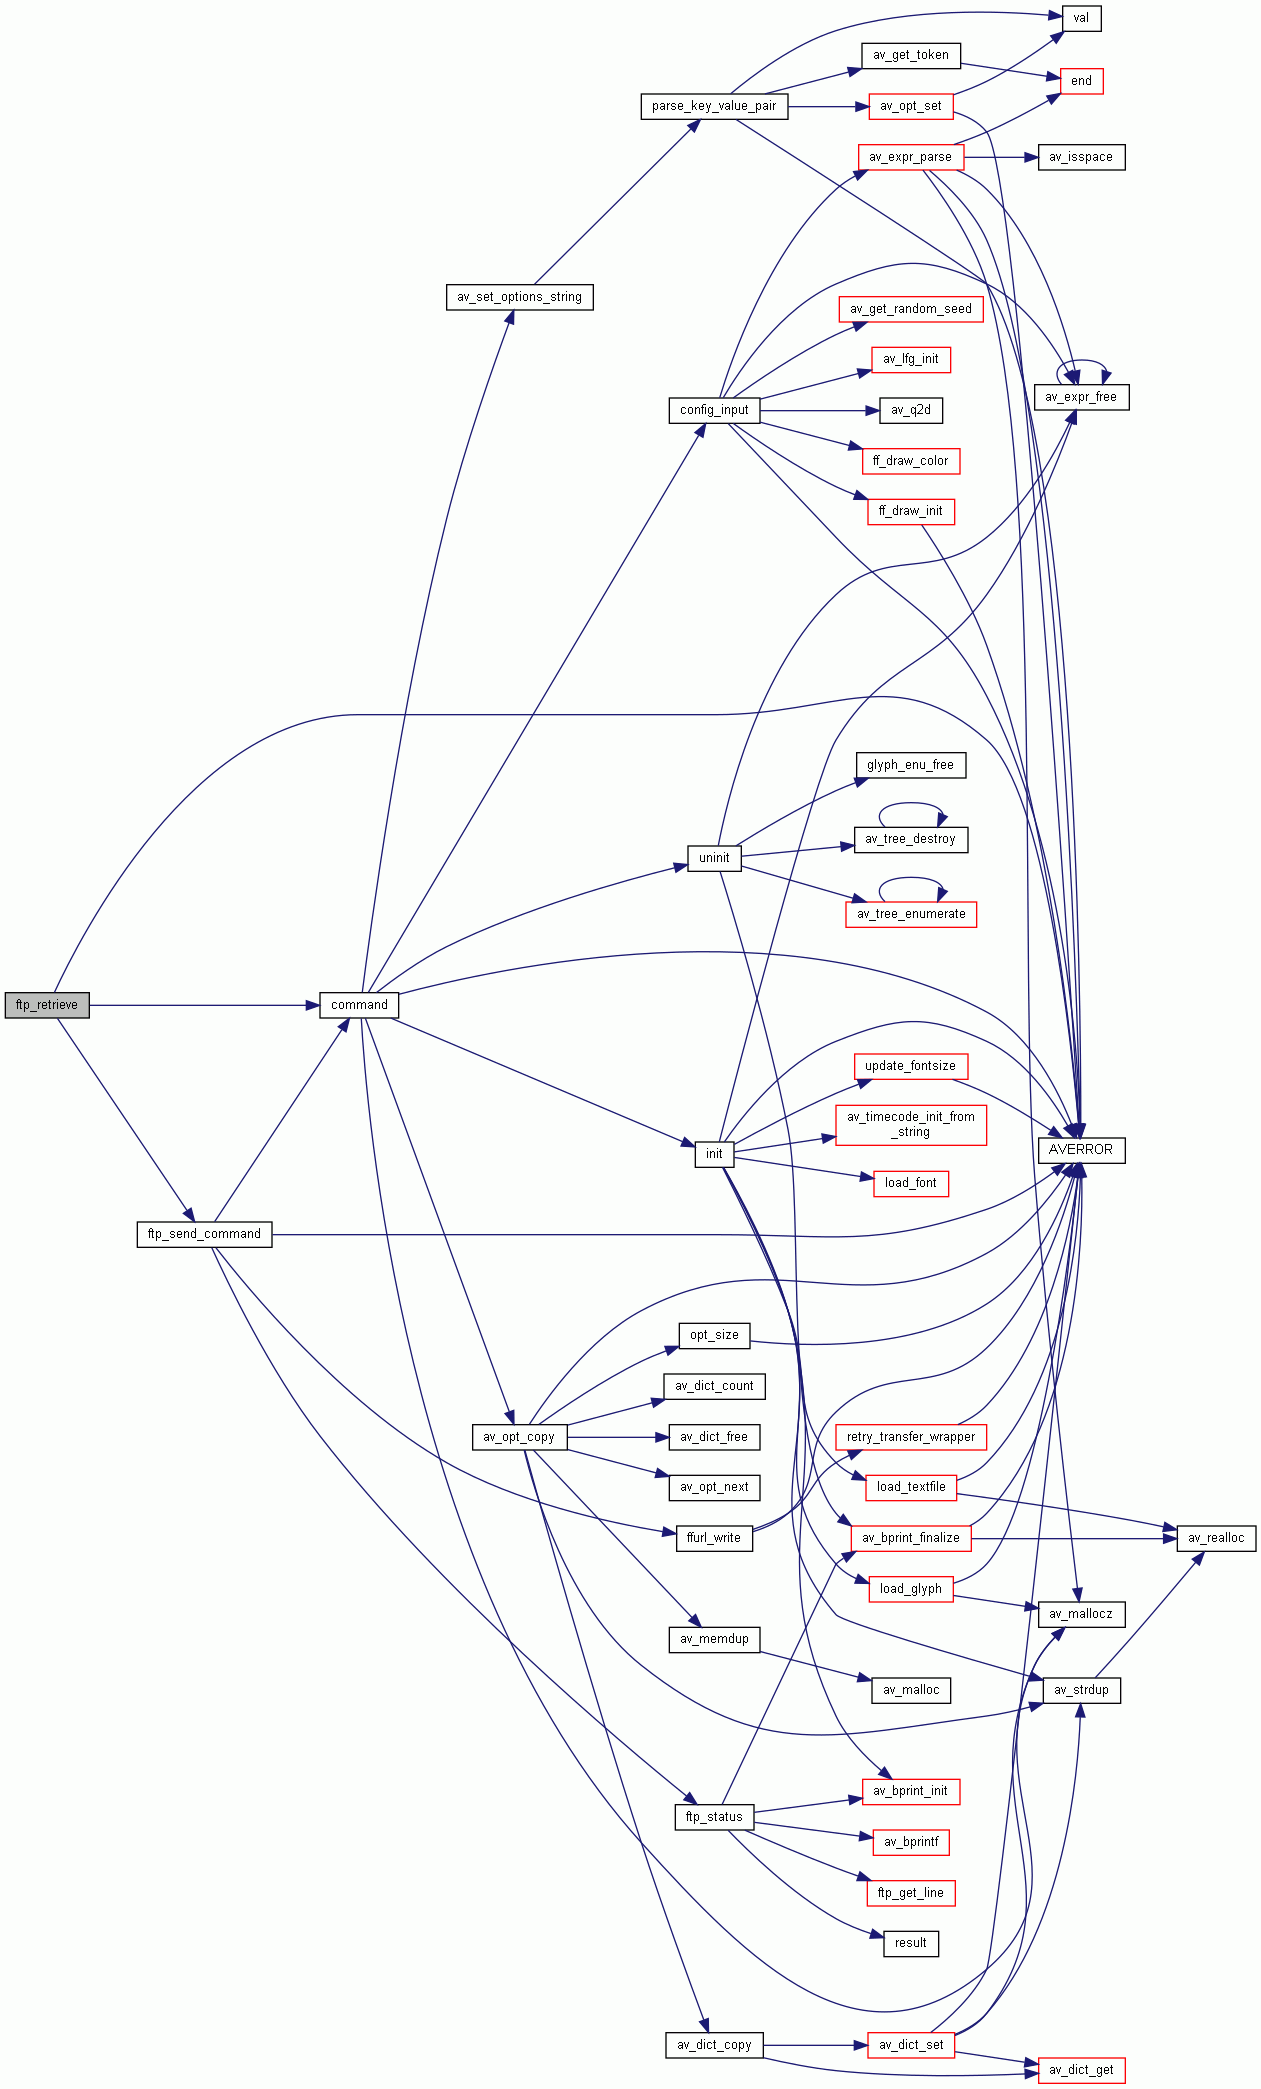 val
av_get_token
end
parse_key_value_pair
av_opt_set
av_expr_parse
av_isspace
av_set_options_string
av_get_random_seed
av_lfg_init
av_expr_free
config_input
av_q2d
ff_draw_color
ff_draw_init
glyph_enu_free
av_tree_destroy
uninit
av_tree_enumerate
ftp_retrieve
command
update_fontsize
av_timecode_init_from
_string
AVERROR
init
load_font
ftp_send_command
opt_size
av_dict_count
av_opt_copy
av_dict_free
retry_transfer_wrapper
av_opt_next
load_textfile
ffurl_write
av_bprint_finalize
av_realloc
load_glyph
av_mallocz
av_memdup
av_malloc
av_strdup
av_bprint_init
ftp_status
av_bprintf
ftp_get_line
result
av_dict_copy
av_dict_set
av_dict_get